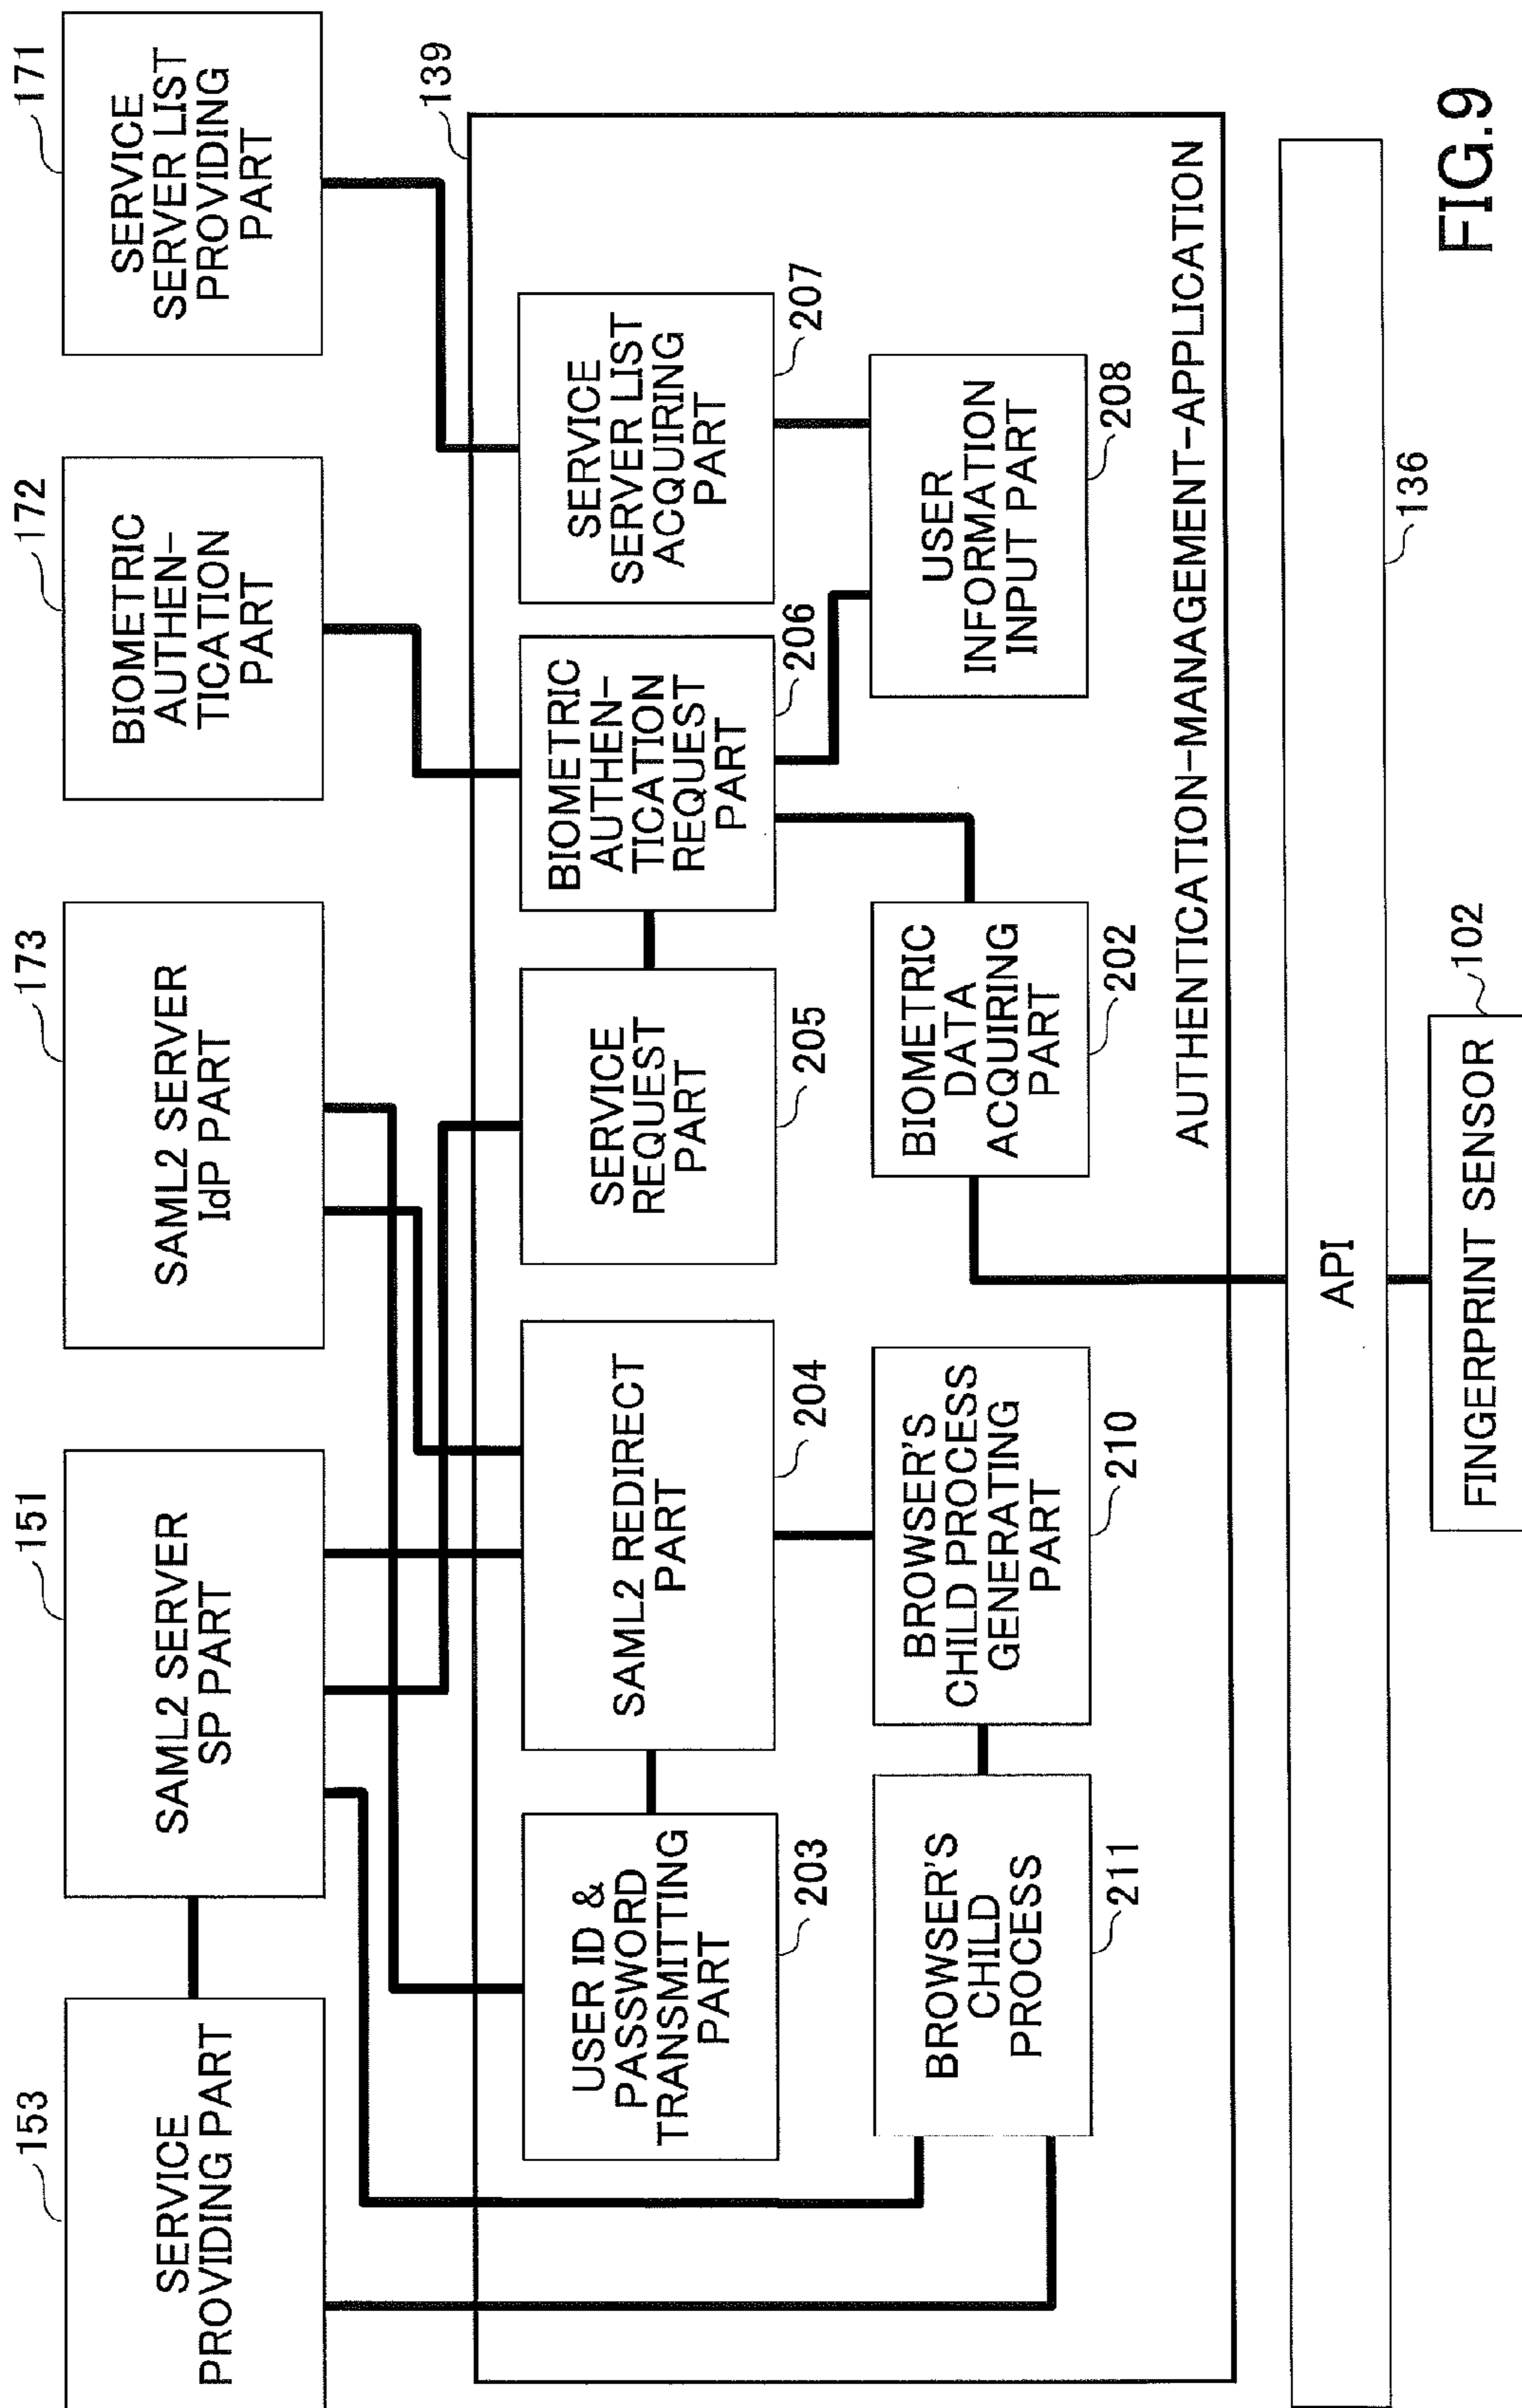 153
SERVICE
PROVIDING PART
151
SAML2 SERVER
SP PART
173
SAML2 SERVER
IdP PART
172
BIOMETRIC
AUTHEN-
TICATION
PART
171
SERVICE
SERVER LIST
PROVIDING
PART
139
USER ID &
PASSWORD
TRANSMITTING
PART
203
SAML2 REDIRECT
PART
204
SERVICE
REQUEST
PART
205
BIOMETRIC
AUTHEN-
TICATION
REQUEST
PART
206
SERVICE
SERVER LIST
ACQUIRING
PART
207
BROWSER'S
CHILD
PROCESS
211
BROWSER'S
CHILD PROCESS
GENERATING
PART
210
BIOMETRIC
DATA
ACQUIRING
PART
202
USER
INFORMATION
INPUT PART
208
AUTHENTICATION-MANAGEMENT-APPLICATION
API
136
FINGERPRINT SENSOR
102
FIG.9